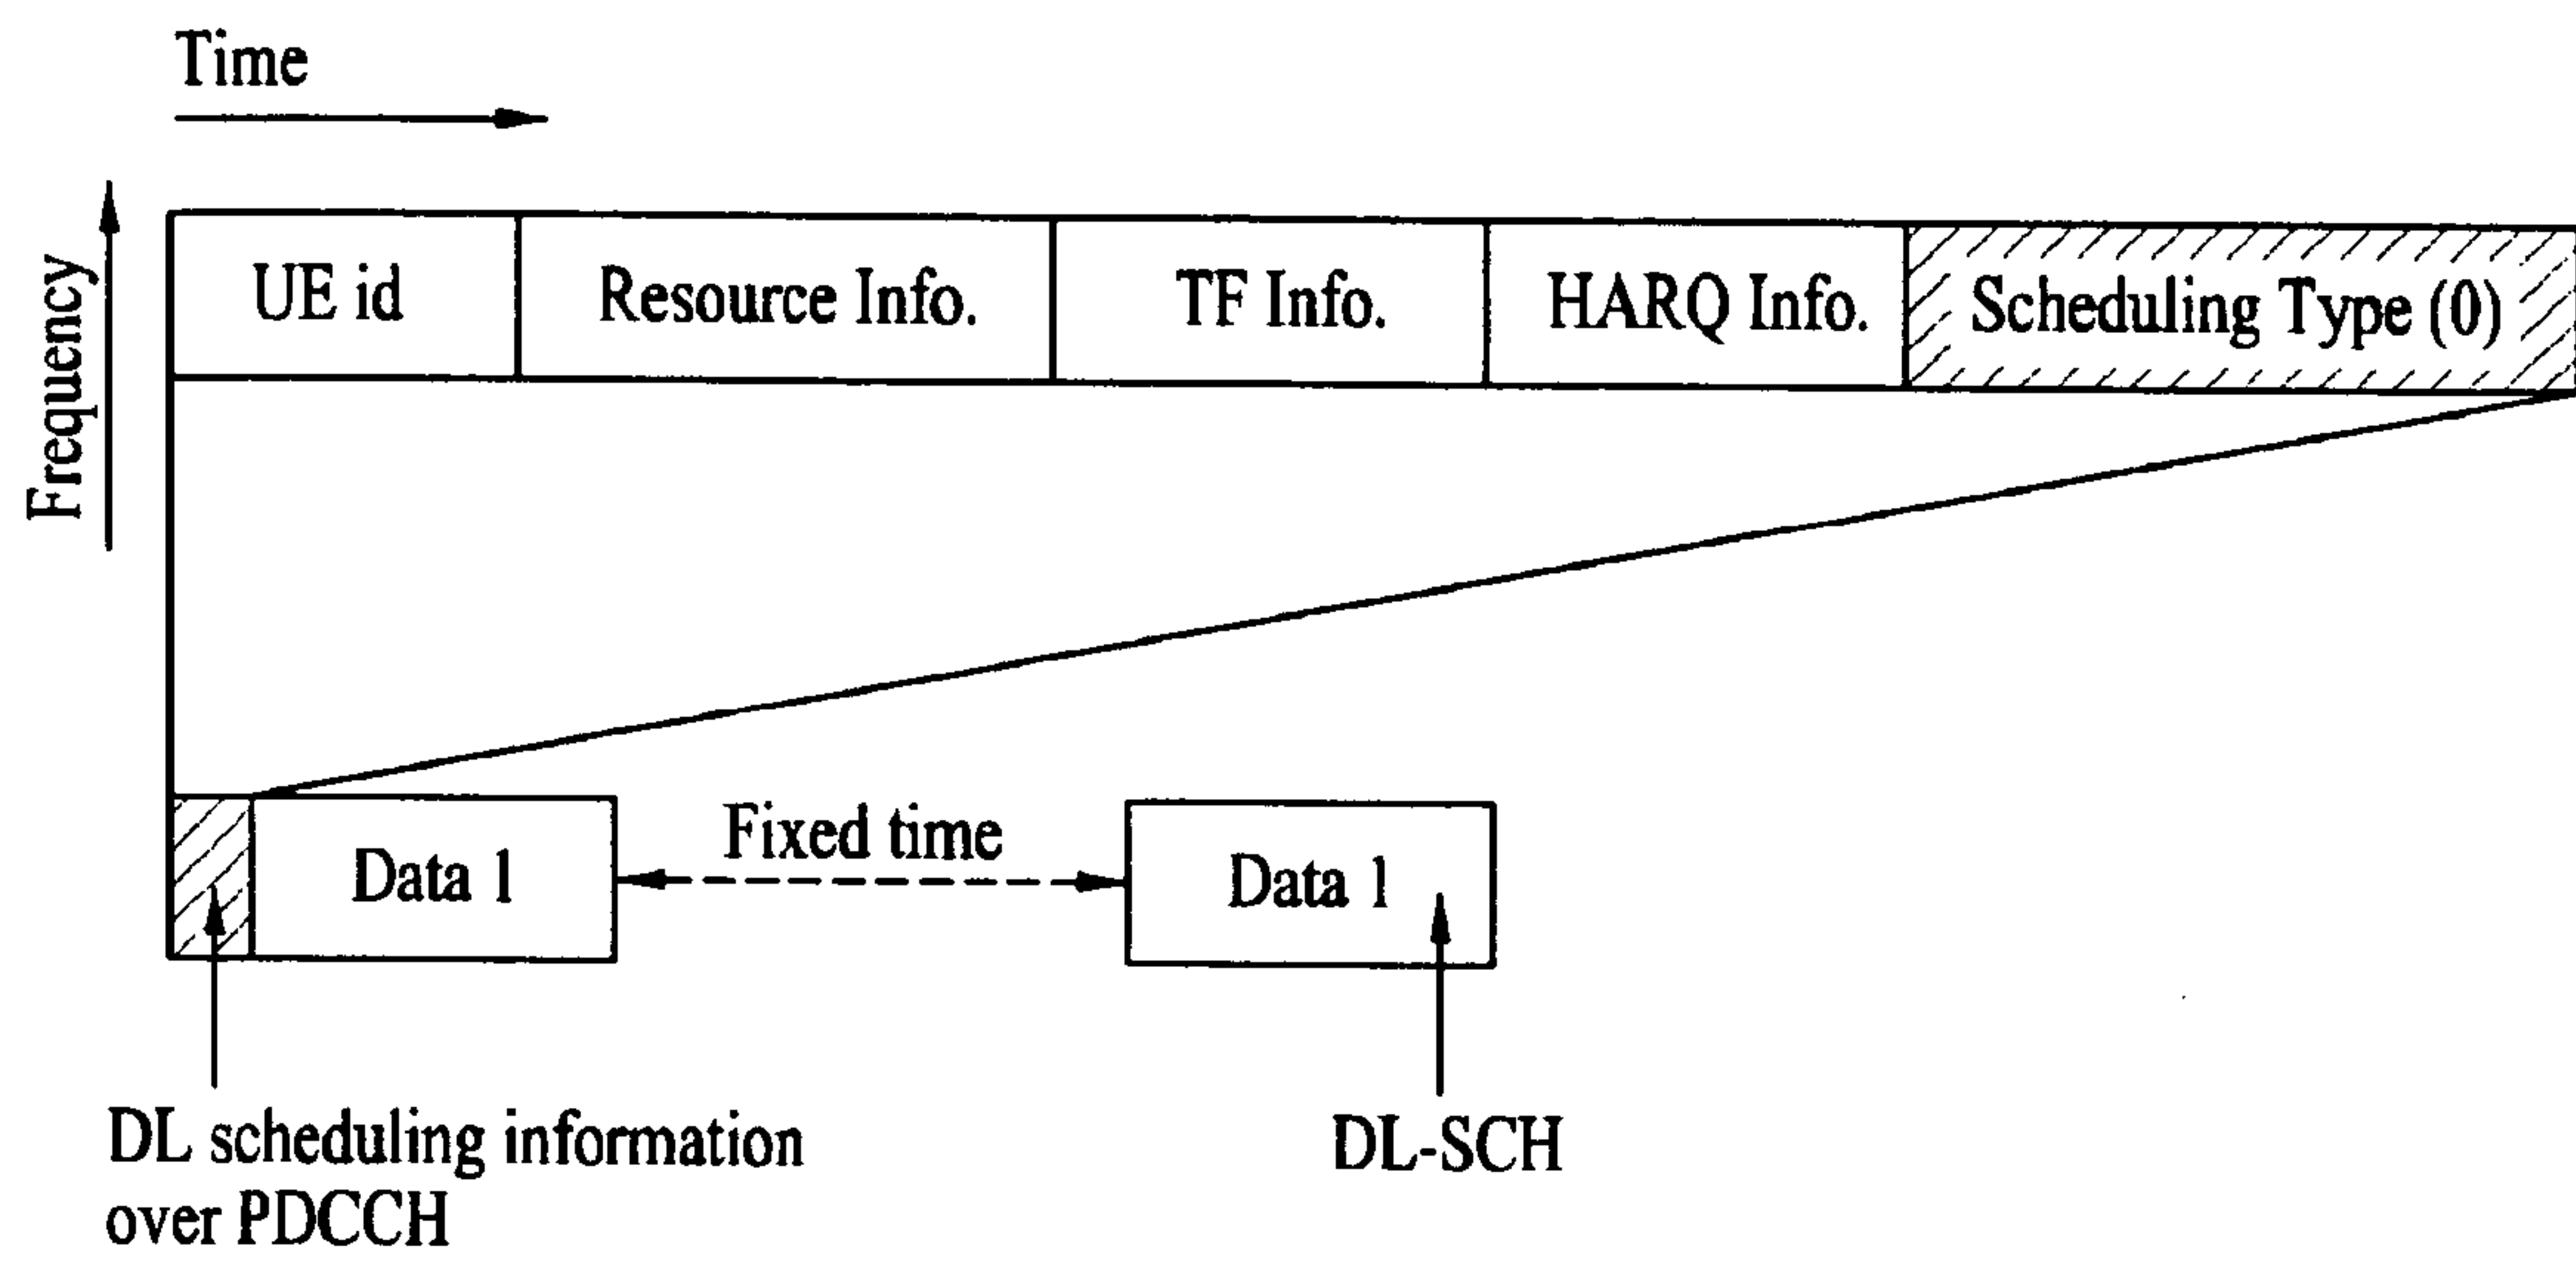 Time
Frequency
UE id
Resource Info.
TF Info.
HARQ Info.
Scheduling Type (0)
Data 1
Fixed time
Data 1
DL scheduling information
over PDCCH
DL-SCH